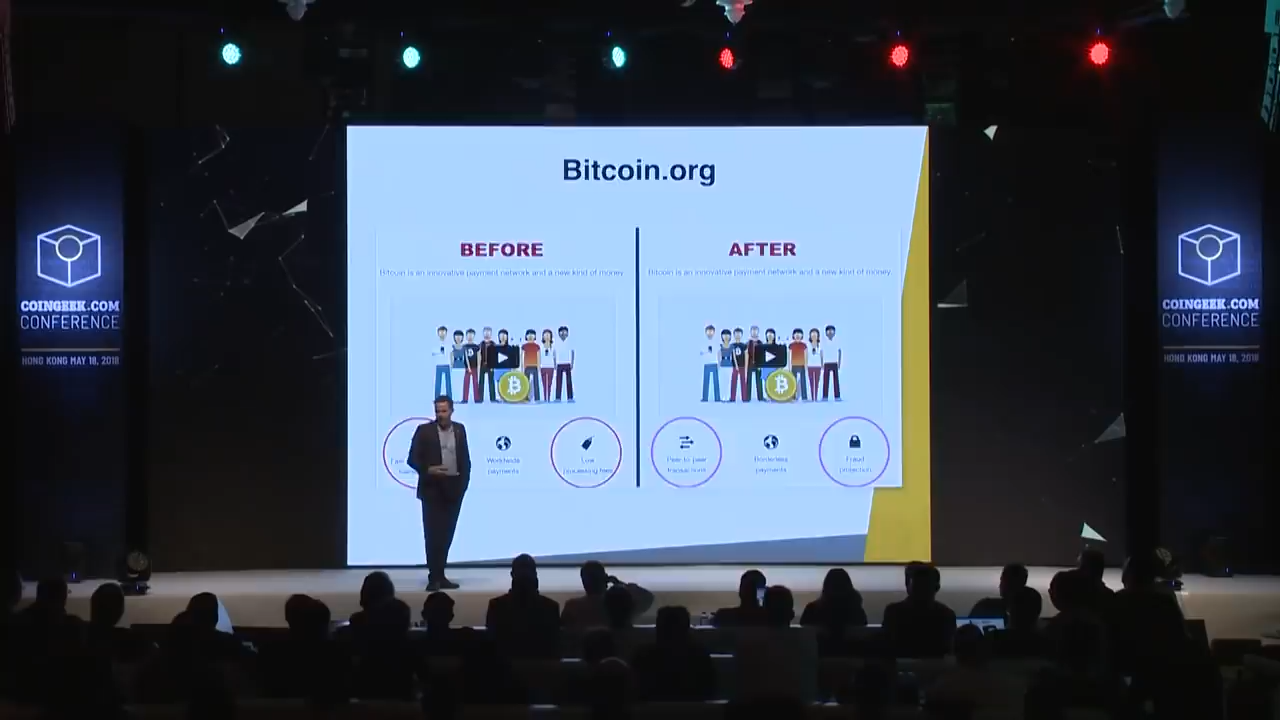 Bitcoin.org
BEFORE
Bitcoin is an innovative payment network and a new kind of money.
Worldwide
payments
Low
processing fees
AFTER
Bitcoin is an innovative payment network and a new kind of money.
Peer-to-peer
transactions
Borderless
payments
Fraud
protection
COINGEEK.COM
CONFERENCE
HONG KONG MAY 18, 2018
COINGEEK.COM
CONFERENCE
HONG KONG MAY 18, 2018